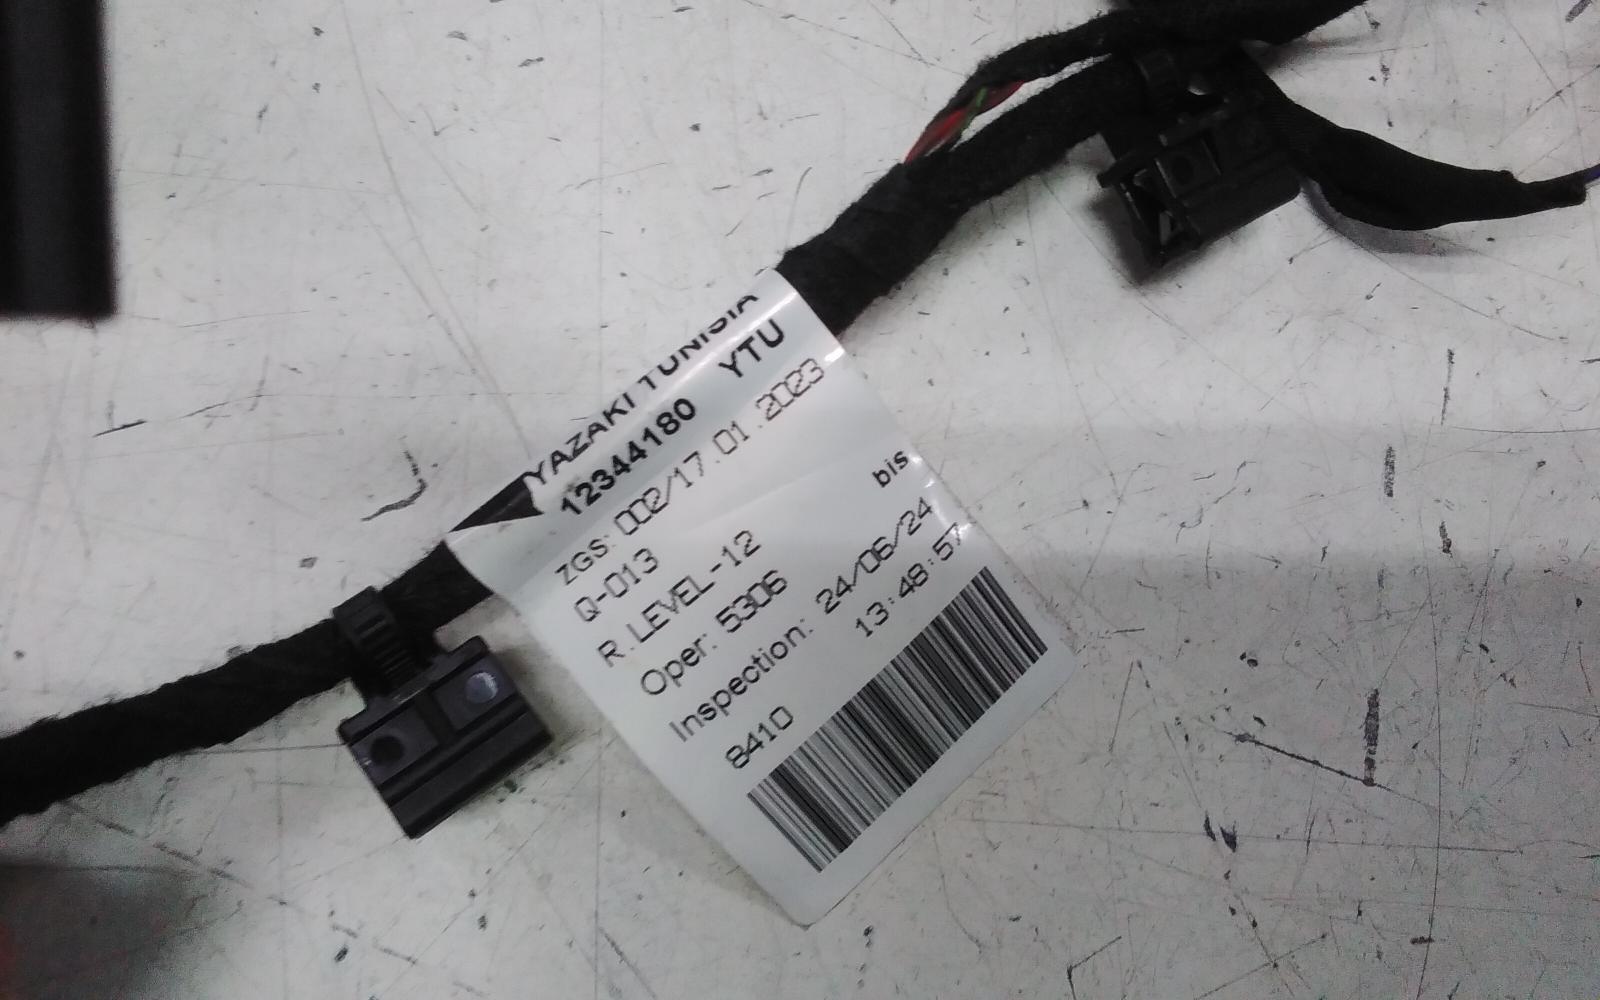 YAZAKI TUNISIA
12344180 YTU
ZGS: 002/17.01.2023
Q-013
R.LEVEL-12 bis
Oper: 5306
Inspection: 24/06/24
13:48:57
8410